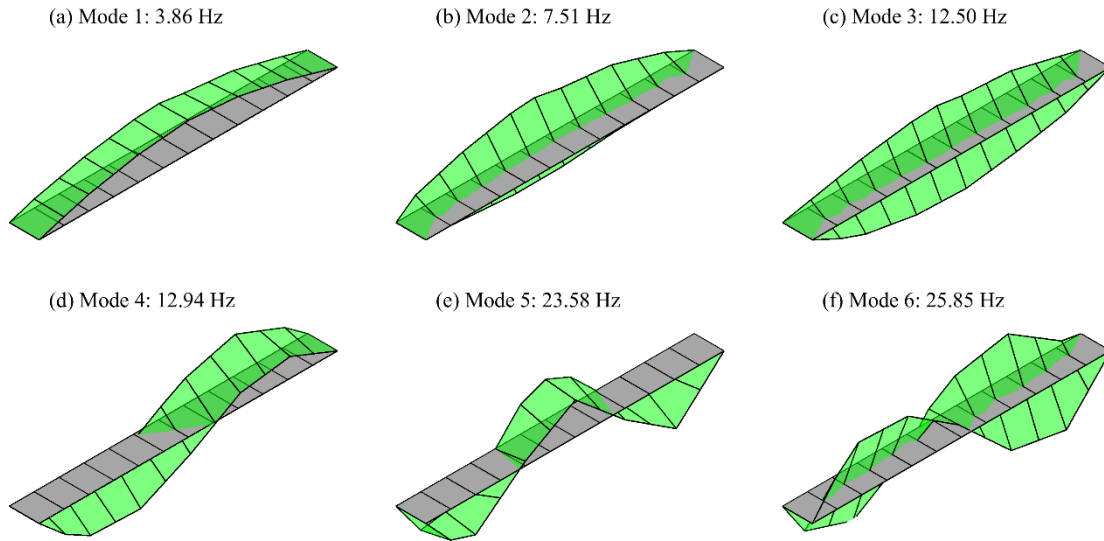 (a) Mode 1: 3.86 Hz
(b) Mode 2: 7.51 Hz
(c) Mode 3: 12.50 Hz
(d) Mode 4: 12.94 Hz
(e) Mode 5: 23.58 Hz
(f) Mode 6: 25.85 Hz